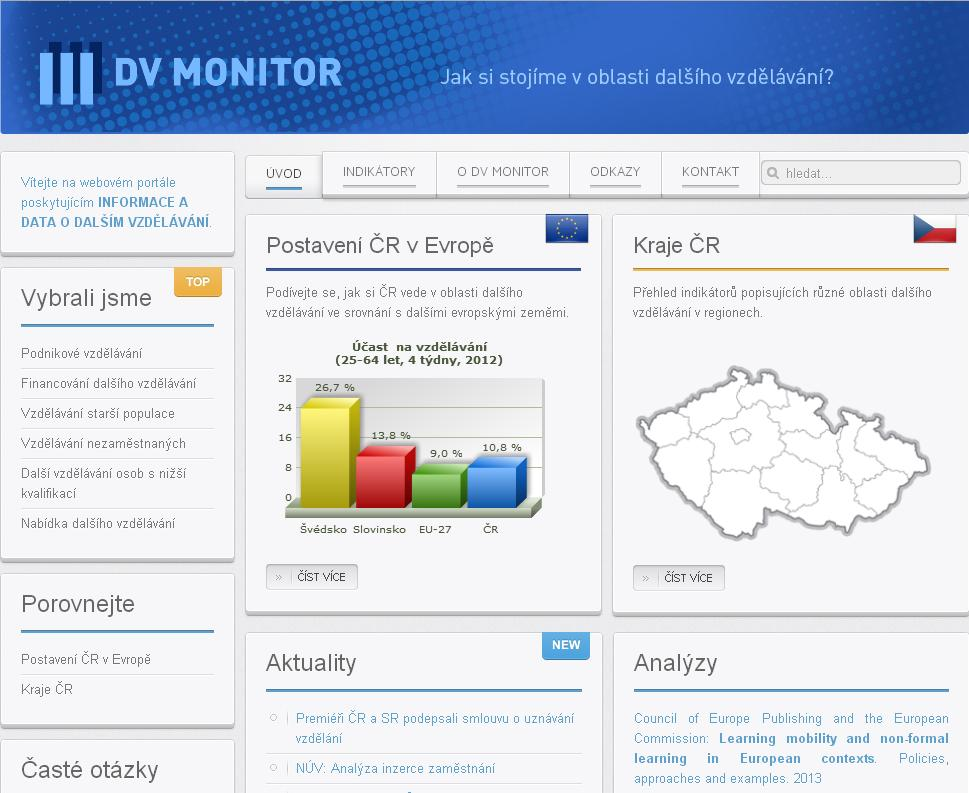 DV MONITOR
Jak si stojíme v oblasti dalšího vzdělávání?
Vítejte na webovém portále
poskytujícím INFORMACE A
DATA O DALŠÍM VZDĚLÁVÁNÍ.
ÚVOD
INDIKÁTORY
O DV MONITOR
ODKAZY
KONTAKT
hledat...
TOP
Vybrali jsme
Podnikové vzdělávání
Financování dalšího vzdělávání
Vzdělávání starší populace
Vzdělávání nezaměstnaných
Další vzdělávání osob s nižší
kvalifikací
Nabídka dalšího vzdělávání
Porovnejte
Postavení ČR v Evropě
Kraje ČR
Časté otázky
Postavení ČR v Evropě
Podívejte se, jak si ČR vede v oblasti dalšího
vzdělávání ve srovnání s dalšími evropskými zeměmi.
Účast na vzdělávání
(25-64 let, 4 týdny, 2012)
32
24
16
8
0
26,7 %
13,8 %
9,0 %
10,8 %
Švédsko Slovinsko EU-27 ČR
» ČÍST VÍCE
Kraje ČR
Přehled indikátorů popisujících různé oblasti dalšího
vzdělávání v regionech.
» ČÍST VÍCE
NEW
Aktuality
Premiéři ČR a SR podepsali smlouvu o uznávání
vzdělání
NÚV: Analýza inzerce zaměstnání
Analýzy
Council of Europe Publishing and the European
Commission: Learning mobility and non-formal
learning in European contexts. Policies,
approaches and examples. 2013